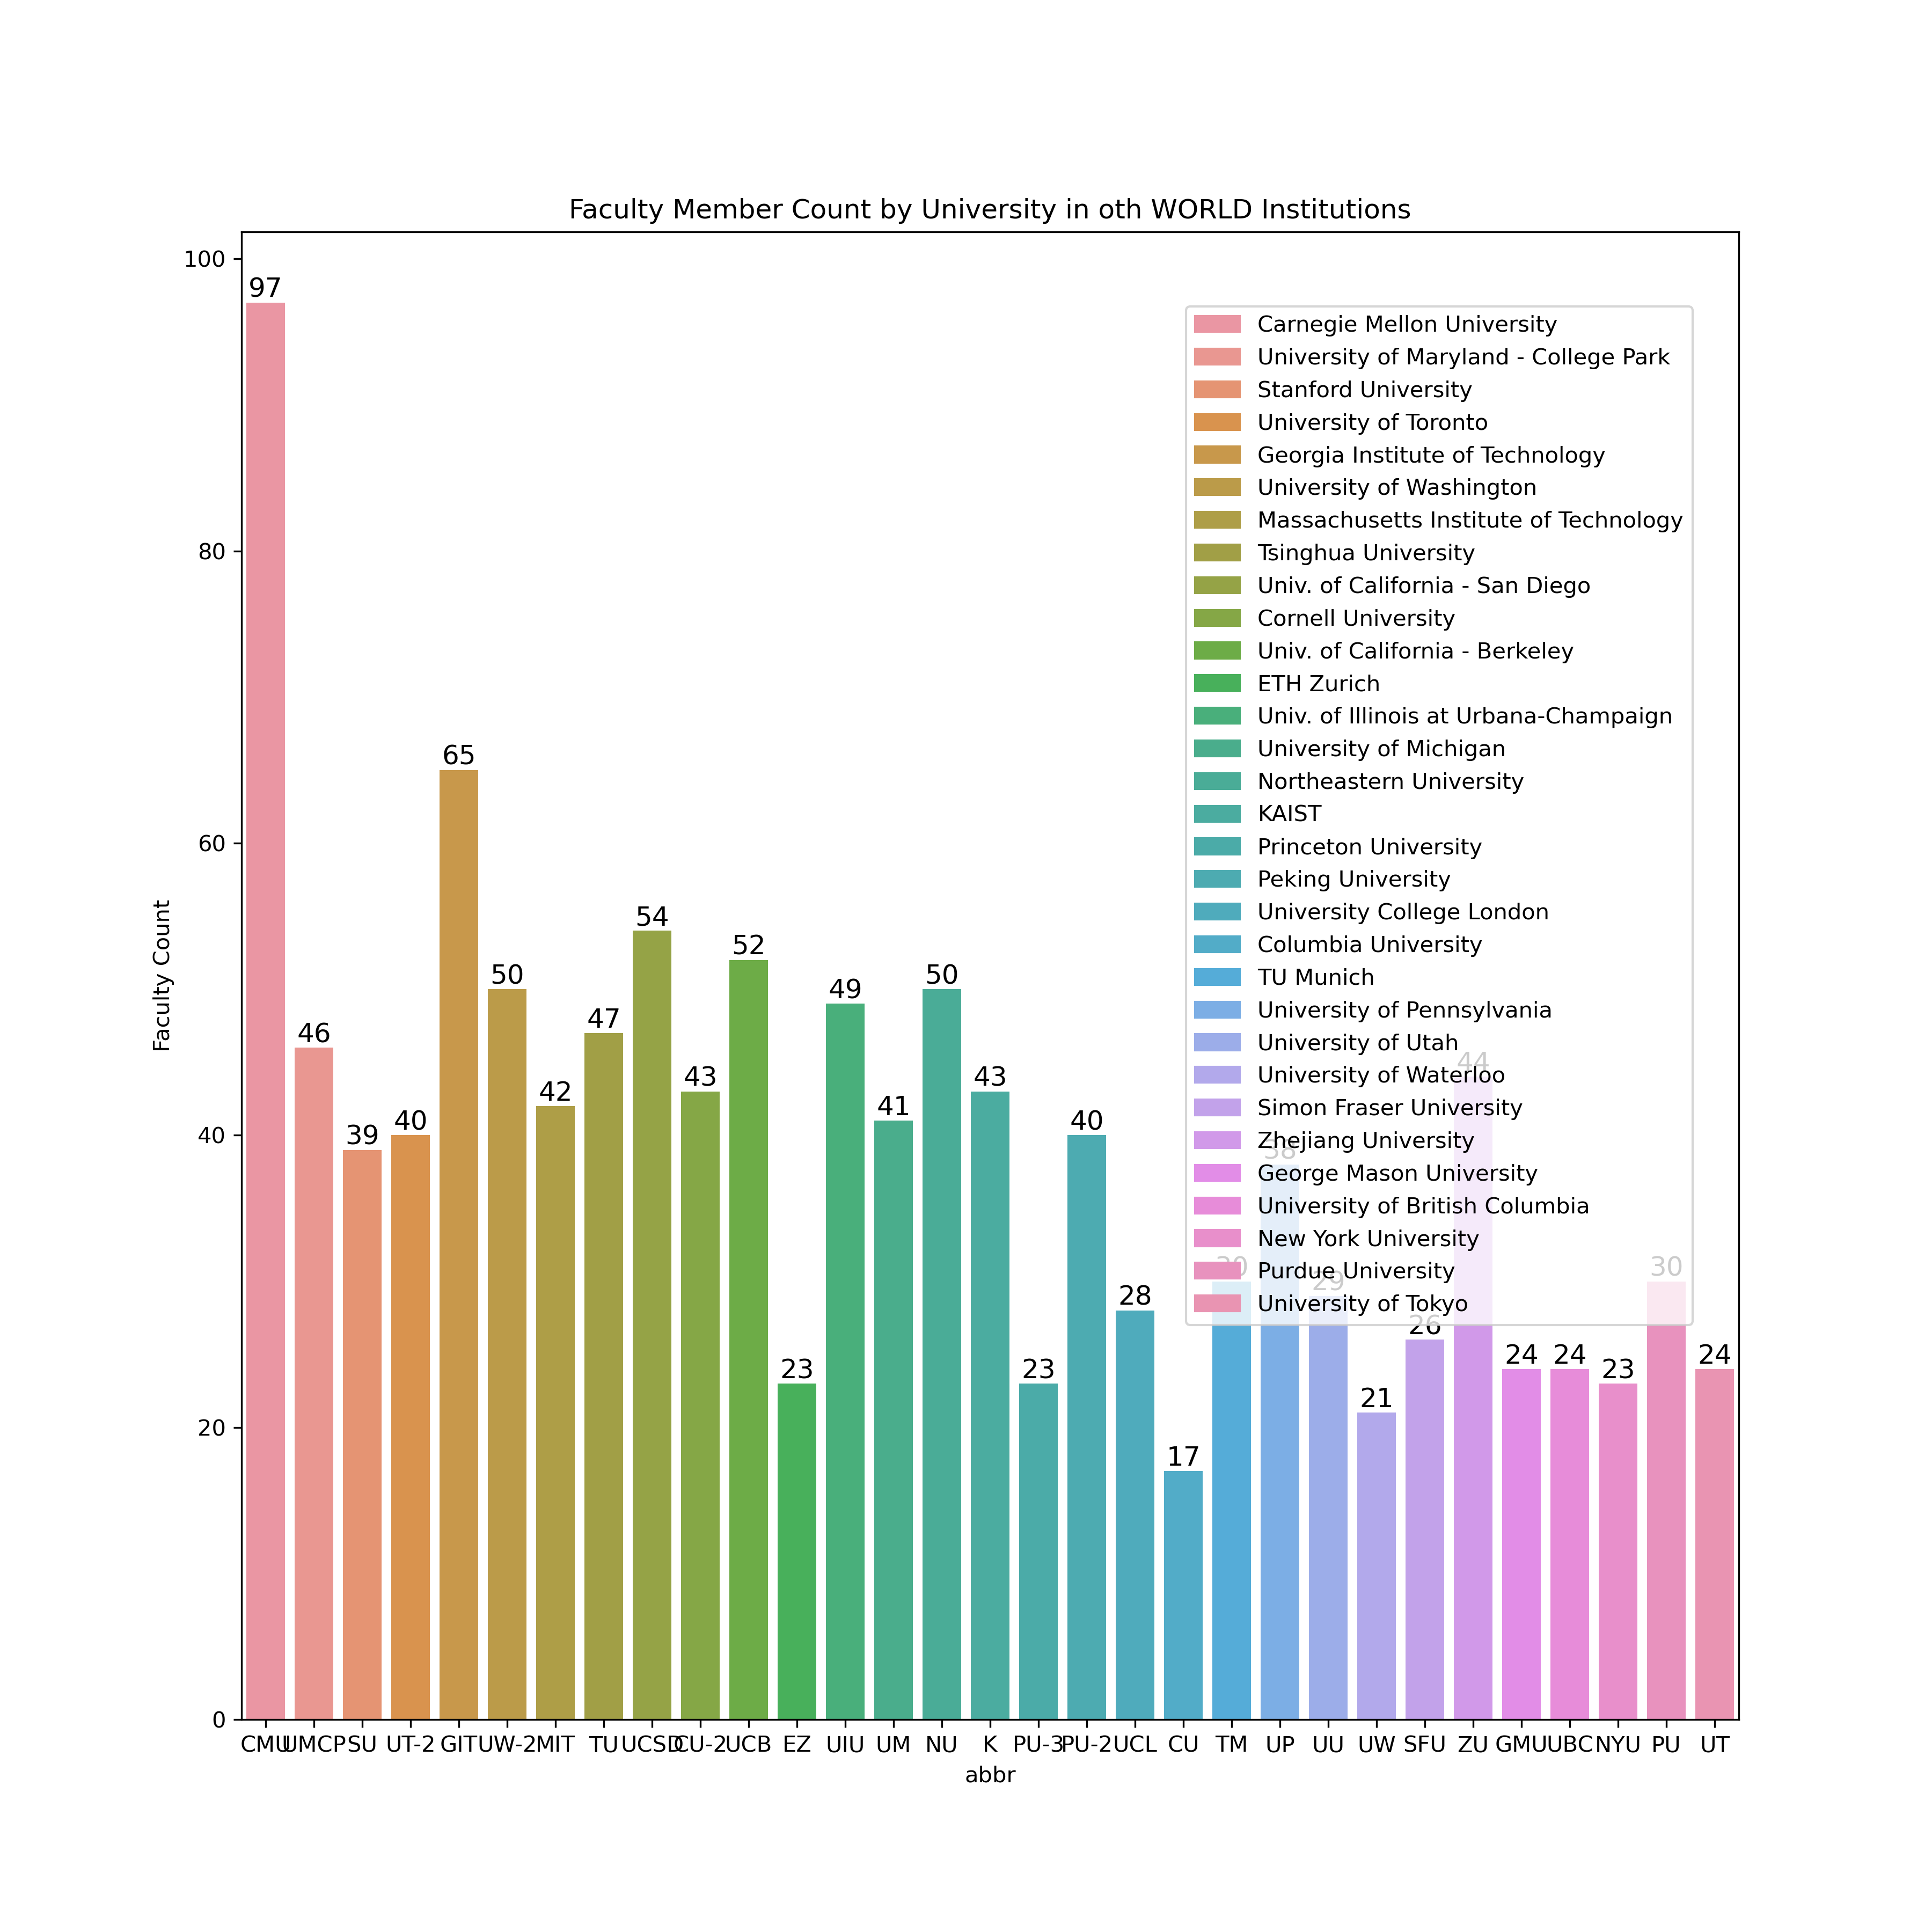 Faculty Member Count by University in oth WORLD Institutions
Faculty Count
100
80
60
40
20
0
97
46
39
40
65
50
42
47
54
43
52
23
49
41
50
43
23
40
28
17
30
38
29
21
26
44
24
24
23
30
24
Carnegie Mellon University
University of Maryland - College Park
Stanford University
University of Toronto
Georgia Institute of Technology
University of Washington
Massachusetts Institute of Technology
Tsinghua University
Univ. of California - San Diego
Cornell University
Univ. of California - Berkeley
ETH Zurich
Univ. of Illinois at Urbana-Champaign
University of Michigan
Northeastern University
KAIST
Princeton University
Peking University
University College London
Columbia University
TU Munich
University of Pennsylvania
University of Utah
University of Waterloo
Simon Fraser University
Zhejiang University
George Mason University
University of British Columbia
New York University
Purdue University
University of Tokyo
CMU UMCP SU UT-2 GIT UW-2 MIT TU UCSD CU-2 UCB EZ UIU UM NU K PU-3 PU-2 UCL CU TM UP UU UW SFU ZU GMU UBC NYU PU UT
abbr